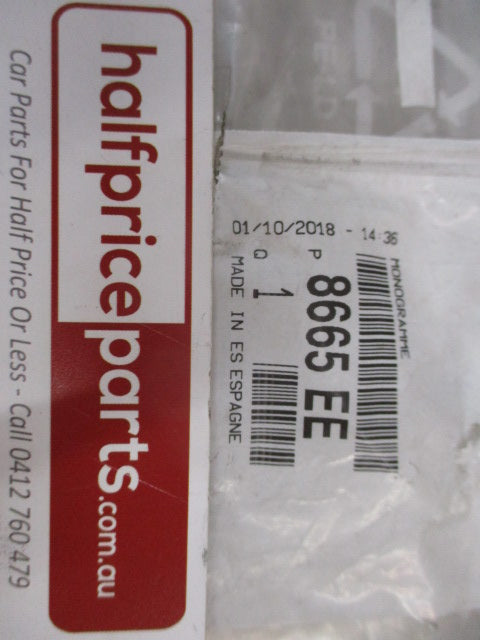 halfpriceparts.com.au
Car Parts For Half Price Or Less - Call 0412 760 479
01/10/2018 - 14:36
MONOGRAMME
P
8665 EE
Q
1
MADE IN ES ESPAGNE